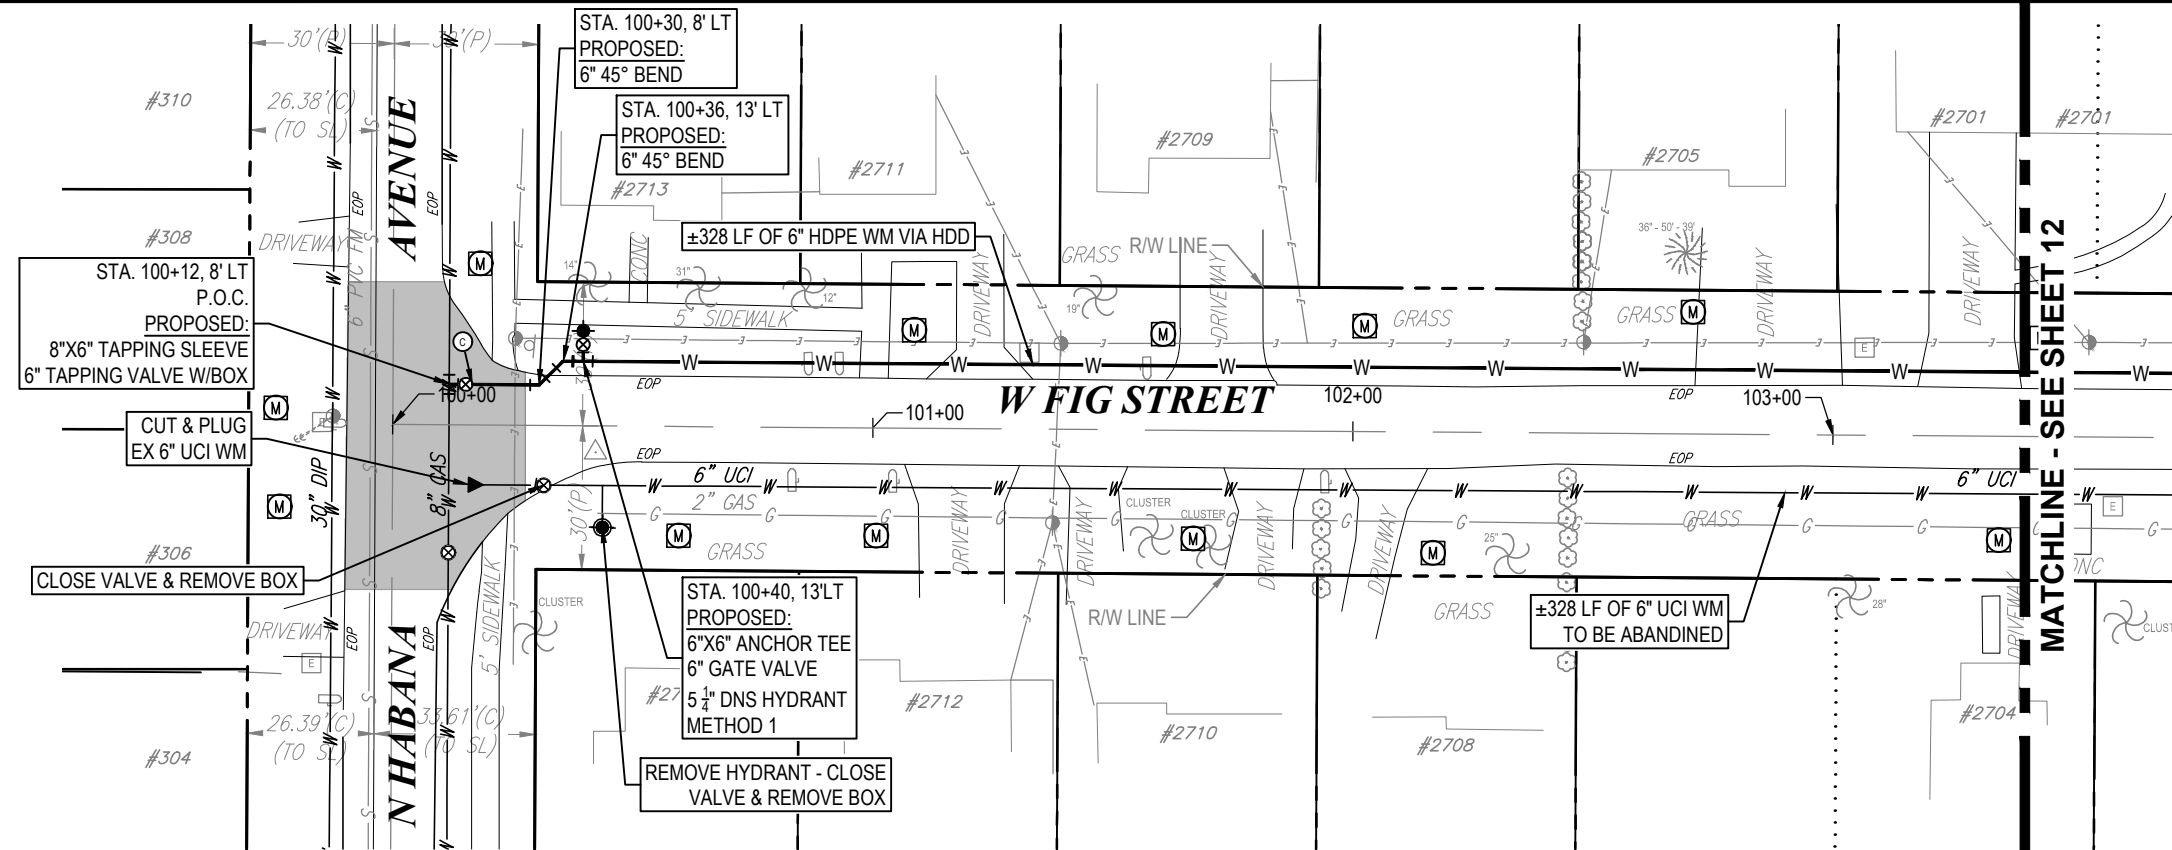 30'(P)
30'(P)
STA. 100+30, 8' LT
PROPOSED:
6" 45° BEND
STA. 100+36, 13' LT
PROPOSED:
6" 45° BEND
#310
26.38'(C)
(TO SL)
AVENUE
EOP
EOP
#2713
#2711
#2709
#2705
#2701
#2701
#308
DRIVEWAY
6" PVC FM
±328 LF OF 6" HDPE WM VIA HDD
GRASS
R/W LINE
36" - 50' - 39'
14"
CONC
31"
12"
19"
DRIVEWAY
DRIVEWAY
DRIVEWAY
DRIVEWAY
STA. 100+12, 8' LT
P.O.C.
PROPOSED:
8"X6" TAPPING SLEEVE
6" TAPPING VALVE W/BOX
5' SIDEWALK
GRASS
GRASS
MATCHLINE - SEE SHEET 12
100+00
EOP
W FIG STREET
101+00
102+00
EOP
103+00
CUT & PLUG
EX 6" UCI WM
30" DIP
8" GAS
EOP
EOP
6" UCI
2" GAS
6" UCI
30'(P)
GRASS
DRIVEWAY
DRIVEWAY
CLUSTER
CLUSTER
DRIVEWAY
DRIVEWAY
25"
GRASS
#306
CLOSE VALVE & REMOVE BOX
5' SIDEWALK
CLUSTER
DRIVEWAY
EOP
EOP
N HABANA
STA. 100+40, 13'LT
PROPOSED:
6"X6" ANCHOR TEE
6" GATE VALVE
5 1/4" DNS HYDRANT
METHOD 1
R/W LINE
GRASS
±328 LF OF 6" UCI WM
TO BE ABANDINED
28"
DRIVEWAY
26.39'(C)
(TO SL)
33.61'(C)
(TO SL)
#304
#2712
#2710
#2708
#2704
REMOVE HYDRANT - CLOSE
VALVE & REMOVE BOX